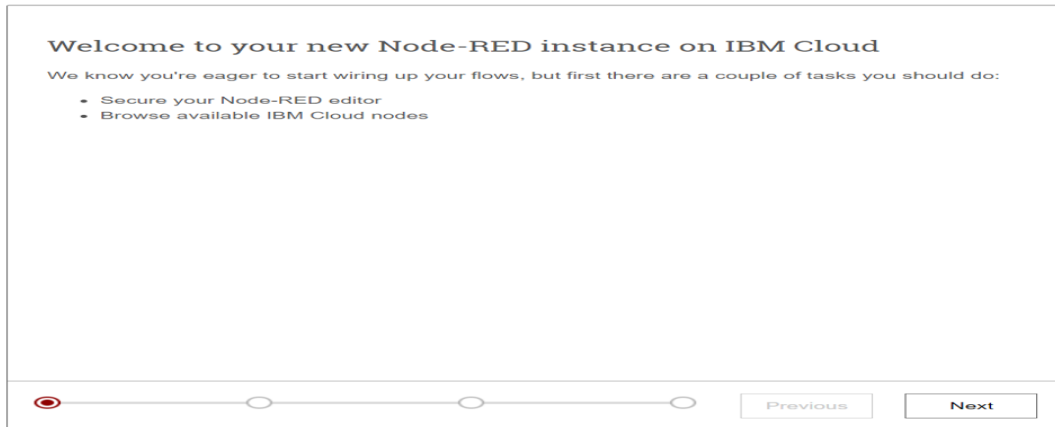 Welcome to your new Node-RED instance on IBM Cloud
We know you're eager to start wiring up your flows, but first there are a couple of tasks you should do:
• Secure your Node-RED editor
• Browse available IBM Cloud nodes
Previous
Next